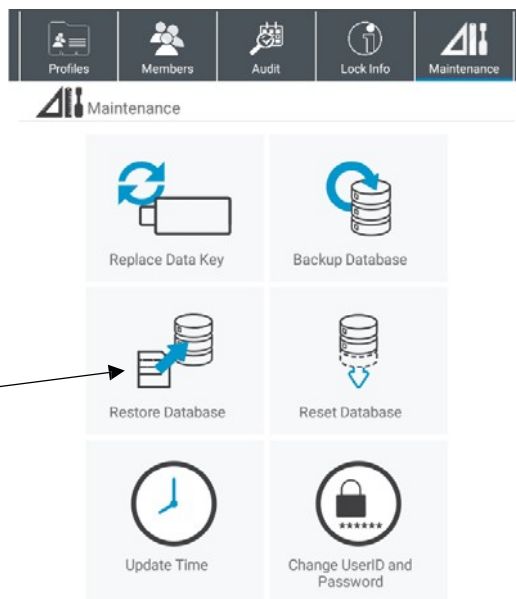 Profiles Members Audit Lock Info Maintenance
Maintenance
Replace Data Key Backup Database
Restore Database Reset Database
******
Update Time Change UserID and
Password